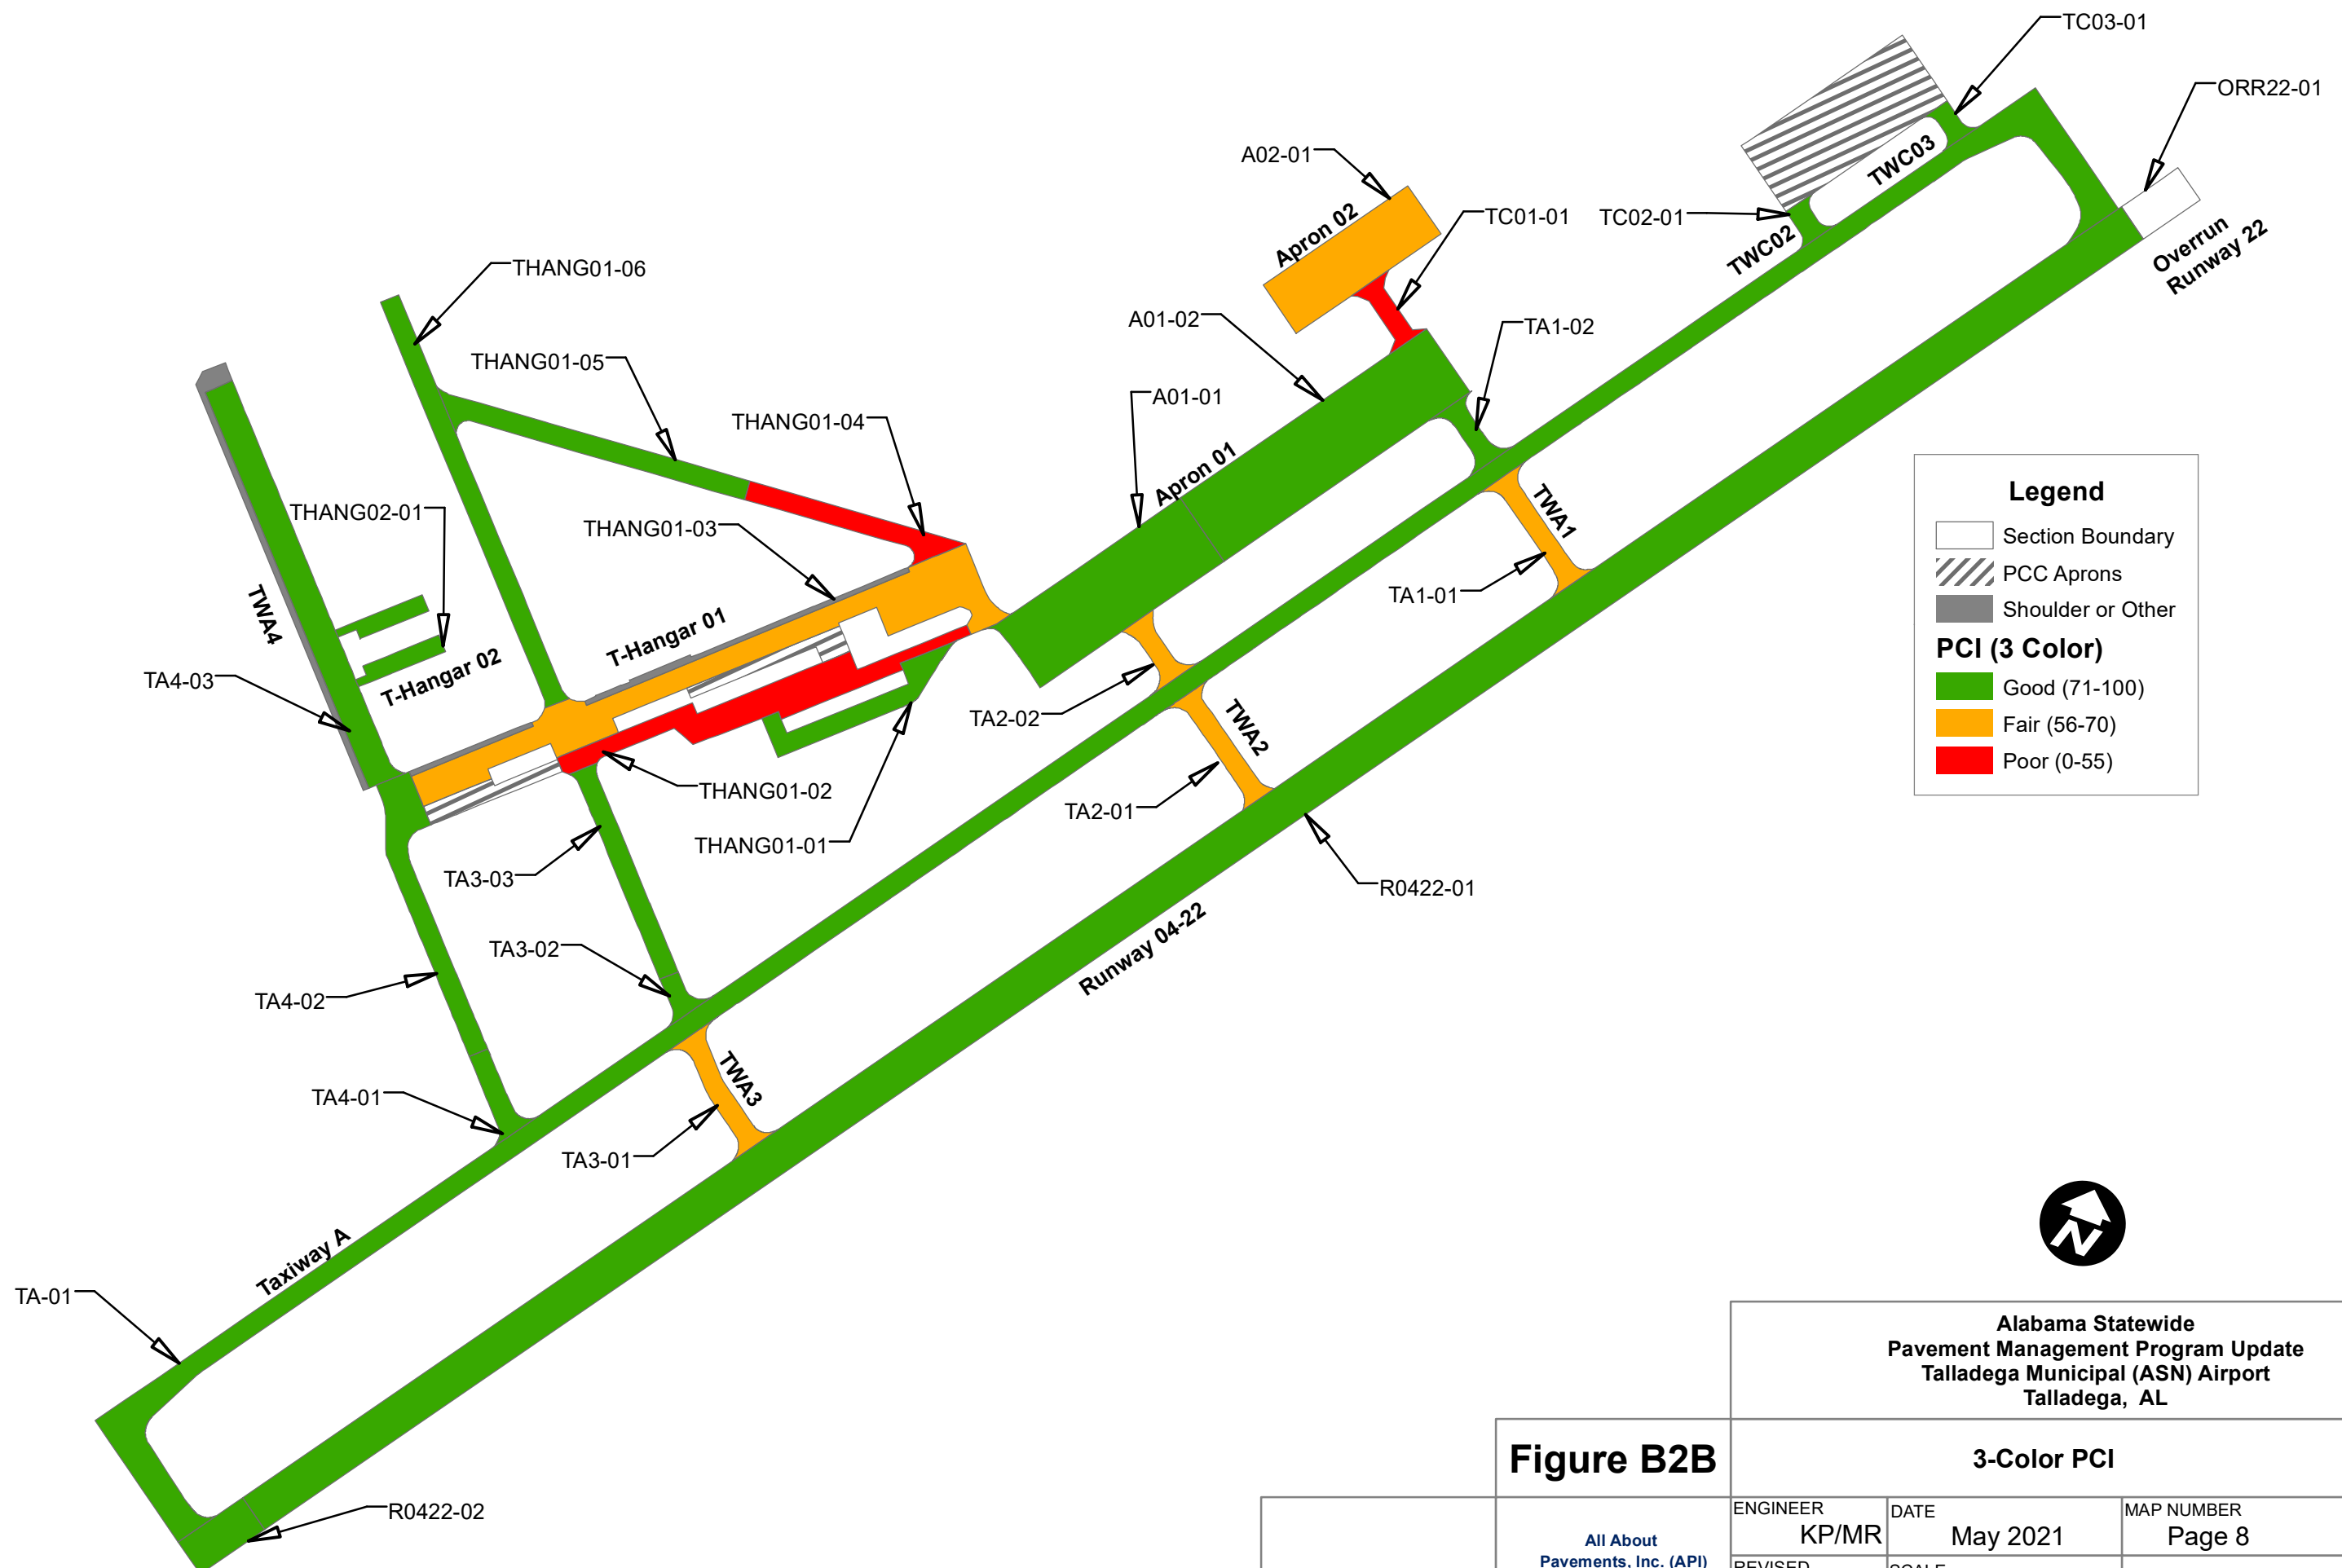 TC03-01
ORR22-01
A02-01
TWC03
TC01-01
TC02-01
Apron 02
TWC02
Overrun
Runway 22
THANG01-06
A01-02
TA1-02
THANG01-05
A01-01
THANG01-04
Apron 01
THANG02-01
THANG01-03
TWA1
TWA4
T-Hangar 01
TA1-01
T-Hangar 02
TA4-03
TA2-02
TWA2
THANG01-02
TA2-01
THANG01-01
TA3-03
R0422-01
Runway 04-22
TA3-02
TA4-02
TWA3
TA4-01
TA3-01
Taxiway A
TA-01
R0422-02
Legend
Section Boundary
PCC Aprons
Shoulder or Other
PCI (3 Color)
Good (71-100)
Fair (56-70)
Poor (0-55)
N
Alabama Statewide
Pavement Management Program Update
Talladega Municipal (ASN) Airport
Talladega, AL
Figure B2B
3-Color PCI
All About
Pavements, Inc. (API)
ENGINEER
KP/MR
DATE
May 2021
MAP NUMBER
Page 8
REVISED
SCALE